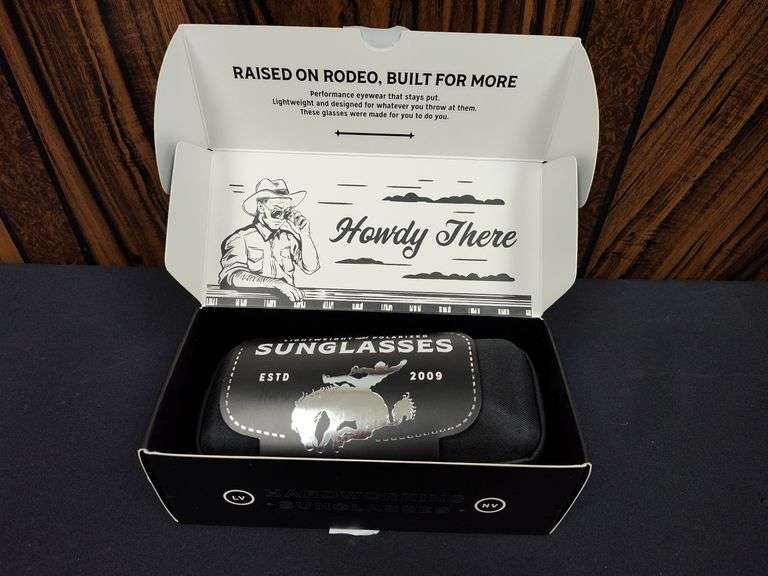 RAISED ON RODEO, BUILT FOR MORE
Performance eyewear that stays put.
Lightweight and designed for whatever you throw at them.
These glasses were made for you to do you.
Howdy There
LIGHTWEIGHT POLARIZED
SUNGLASSES
ESTD 2009
LV HARDWORKING NV
- SUNGLASSES -